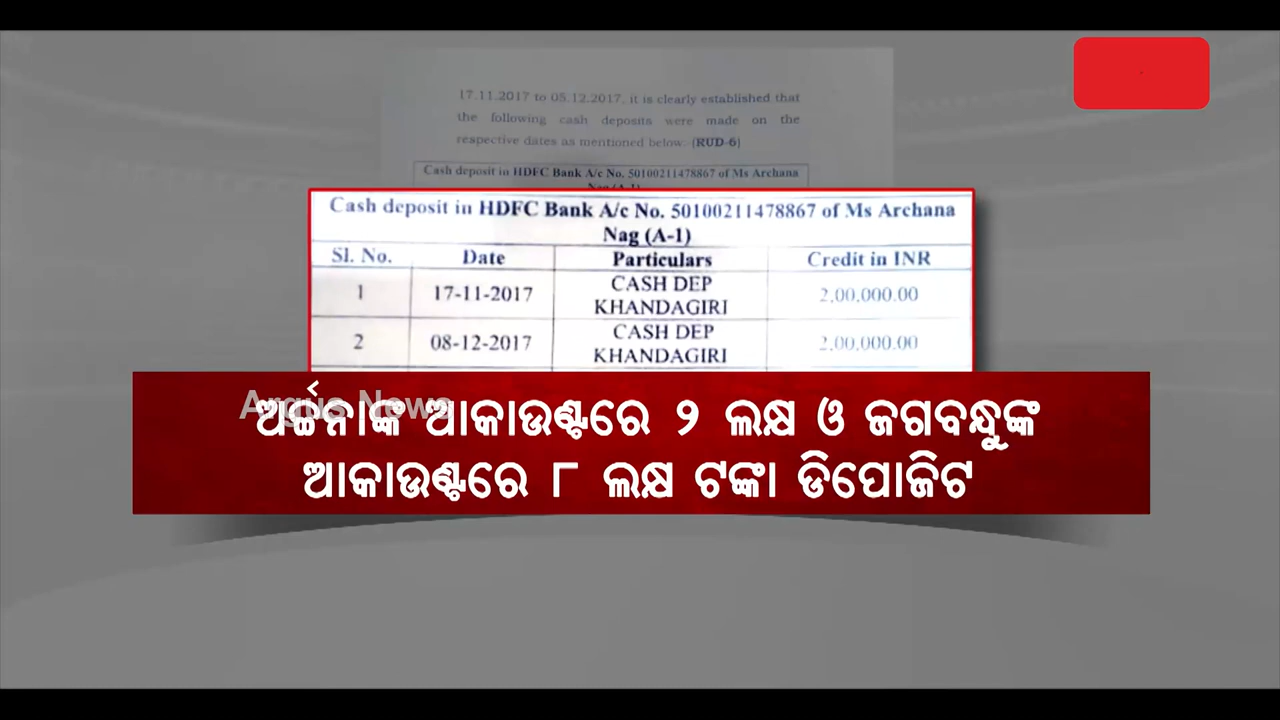 17.11.2017 to 05.12.2017, it is clearly established that
the following cash deposits were made on the
respective dates as mentioned below. (RUD-6)
Cash deposit in HDFC Bank A/c No. 50100211478867 of Ms Archana
Cash deposit in HDFC Bank A/c No. 50100211478867 of Ms Archana
Nag (A-1)
Sl. No. Date Particulars Credit in INR
1 17-11-2017 CASH DEP KHANDAGIRI 2,00,000.00
2 08-12-2017 CASH DEP KHANDAGIRI 2,00,000.00
Argus News
ଅର୍ଚ୍ଚନାଙ୍କ ଆକାଉଣ୍ଟରେ ୨ ଲକ୍ଷ ଓ ଜଗବନ୍ଧୁଙ୍କ
ଆକାଉଣ୍ଟରେ ୮ ଲକ୍ଷ ଟଙ୍କା ଡିପୋଜିଟ